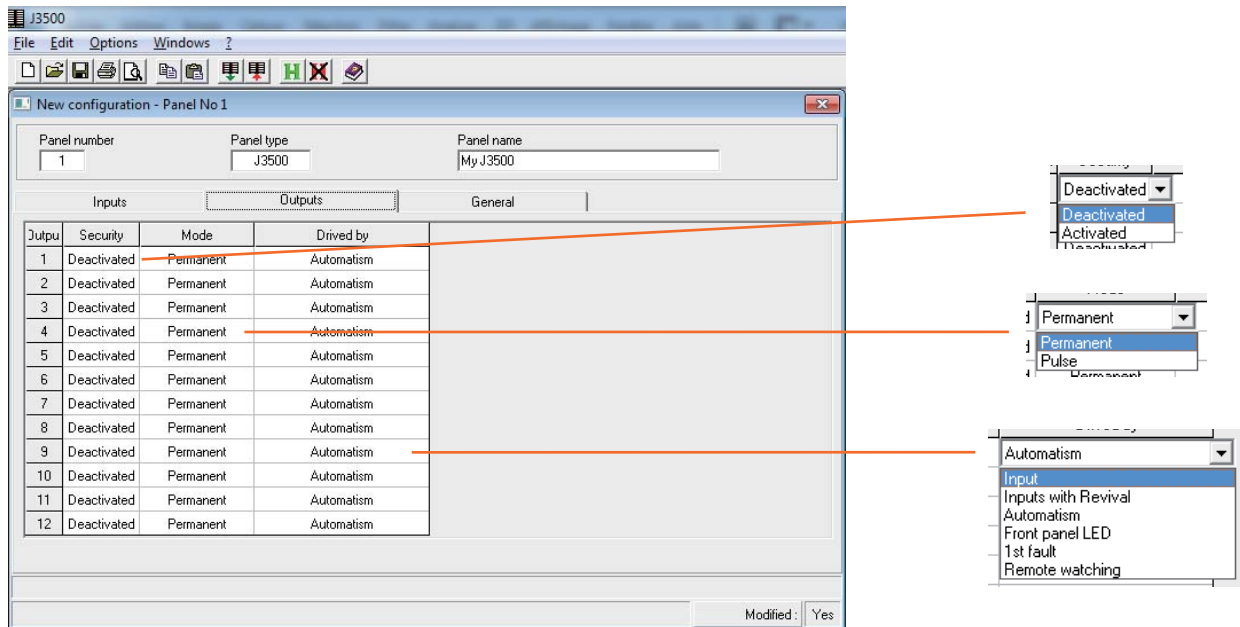 J3500
File Edit Options Windows ?
New configuration - Panel No 1
Panel number Panel type Panel name
1 J3500 My J3500
Inputs Outputs General
Outpu Security Mode Drived by
1 Deactivated Permanent Automatism
2 Deactivated Permanent Automatism
3 Deactivated Permanent Automatism
4 Deactivated Permanent Automatism
5 Deactivated Permanent Automatism
6 Deactivated Permanent Automatism
7 Deactivated Permanent Automatism
8 Deactivated Permanent Automatism
9 Deactivated Permanent Automatism
10 Deactivated Permanent Automatism
11 Deactivated Permanent Automatism
12 Deactivated Permanent Automatism
Modified : Yes
Deactivated
Deactivated
Activated
Deactivated
Permanent
Permanent
Pulse
Permanent
Automatism
Input
Inputs with Revival
Automatism
Front panel LED
1st fault
Remote watching